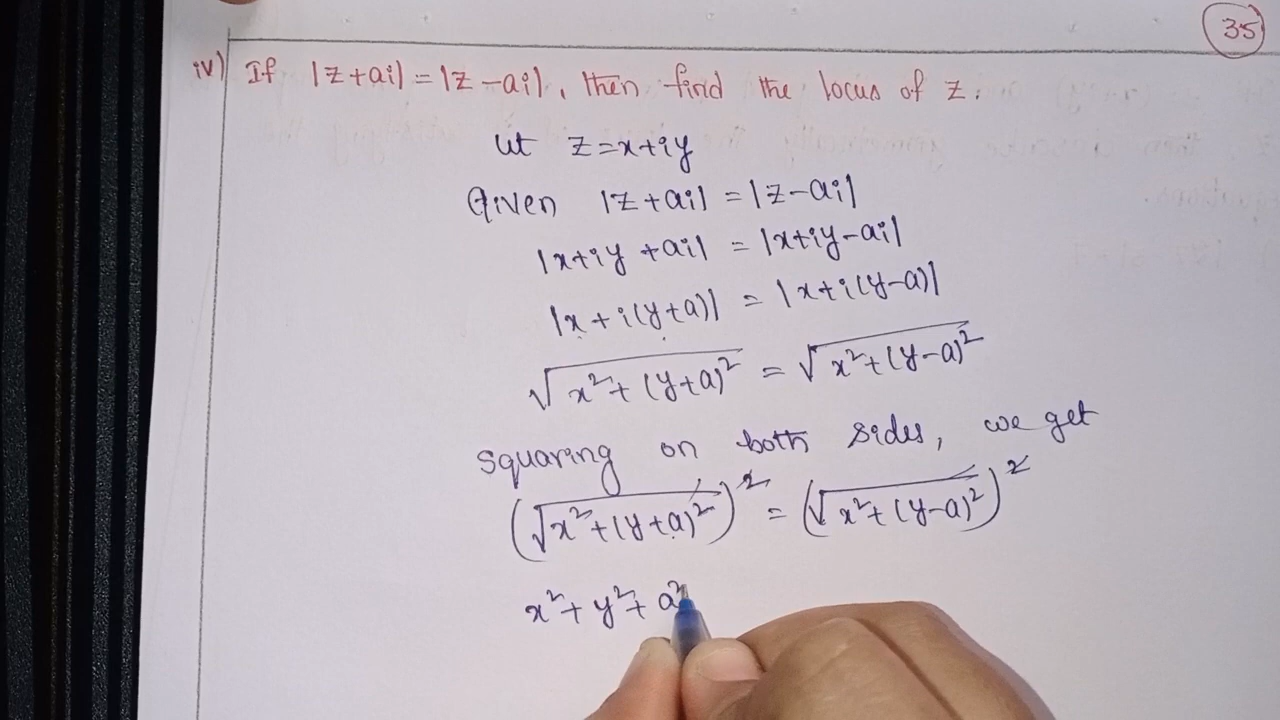 35
iv) If |z+ai| = |z-ai|, then find the locus of z.
let z=x+iy
Given |z+ai| = |z-ai|
|x+iy+ai| = |x+iy-ai|
|x+i(y+a)| = |x+i(y-a)|
√x²+(y+a)² = √x²+(y-a)²
squaring on both sides, we get
(√x²+(y+a)²)² = (√x²+(y-a)²)²
x²+y²+a²